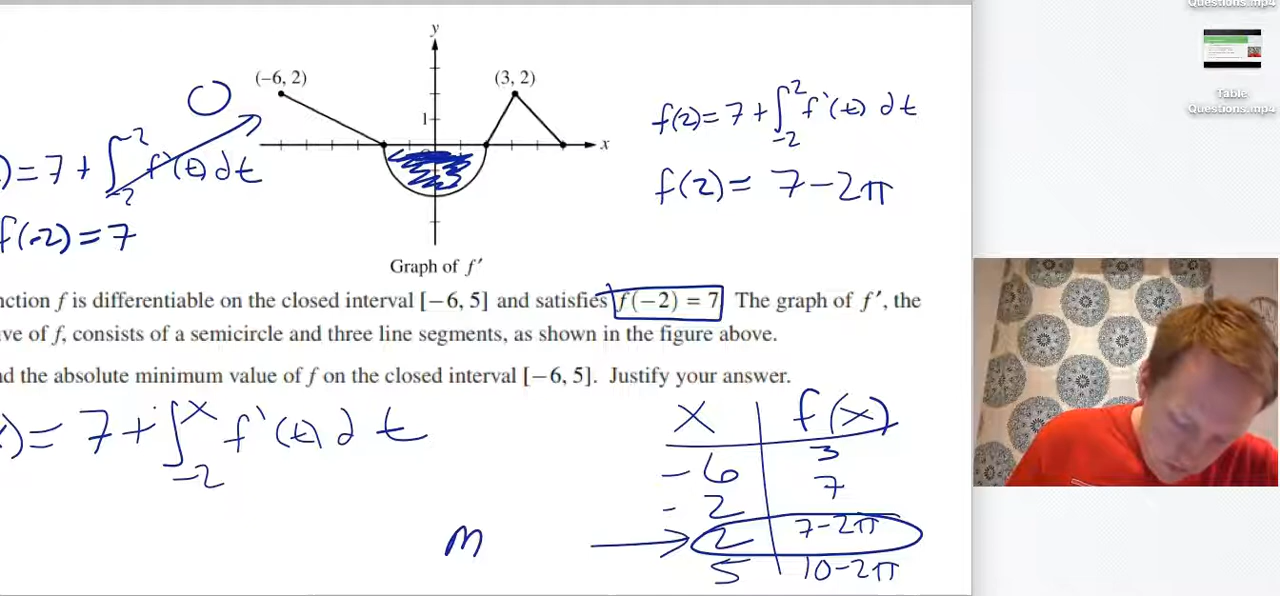 y
(−6, 2)
(3, 2)
1
x
O
) = 7 + ∫₋₂⁻² f'(t) dt
f(-2) = 7
f(2) = 7 + ∫₋₂² f'(t) dt
f(2) = 7 − 2π
Graph of f′
nction f is differentiable on the closed interval [−6, 5] and satisfies f(−2) = 7 The graph of f′, the
ve of f, consists of a semicircle and three line segments, as shown in the figure above.
nd the absolute minimum value of f on the closed interval [−6, 5]. Justify your answer.
) = 7 + ∫₋₂ˣ f'(t) dt
x f(x)
-6 3
-2 7
2 7-2π
5 10-2π
m
Questions.mp4
Table
Questions.mp4